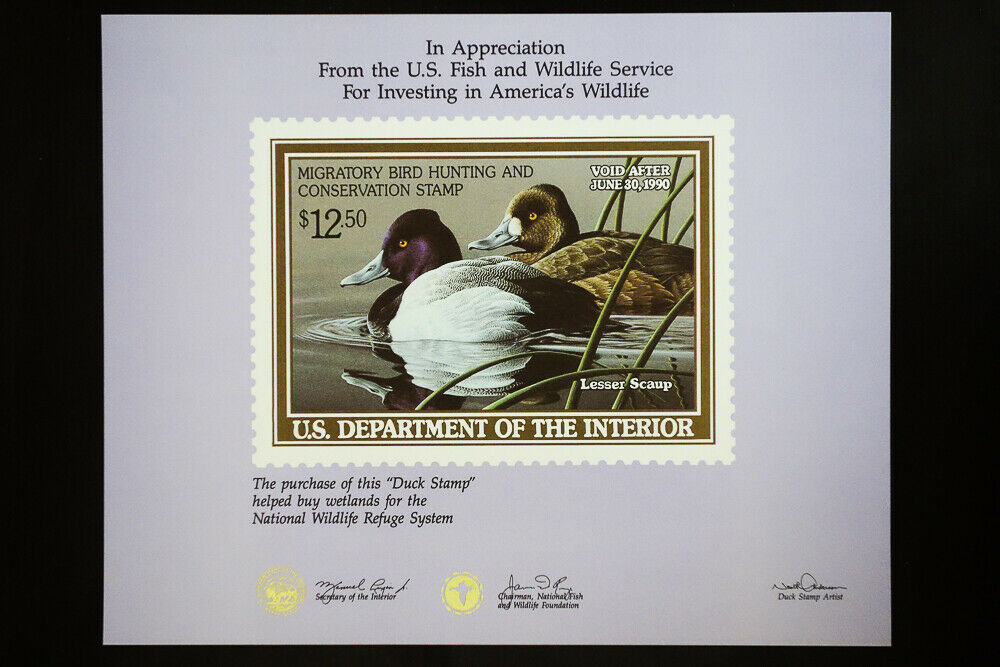 In Appreciation
From the U.S. Fish and Wildlife Service
For Investing in America's Wildlife
MIGRATORY BIRD HUNTING AND
CONSERVATION STAMP
$12.50
VOID AFTER
JUNE 30, 1990
Lesser Scaup
U.S. DEPARTMENT OF THE INTERIOR
The purchase of this "Duck Stamp"
helped buy wetlands for the
National Wildlife Refuge System
Secretary of the Interior
Chairman, National Fish
and Wildlife Foundation
Duck Stamp Artist